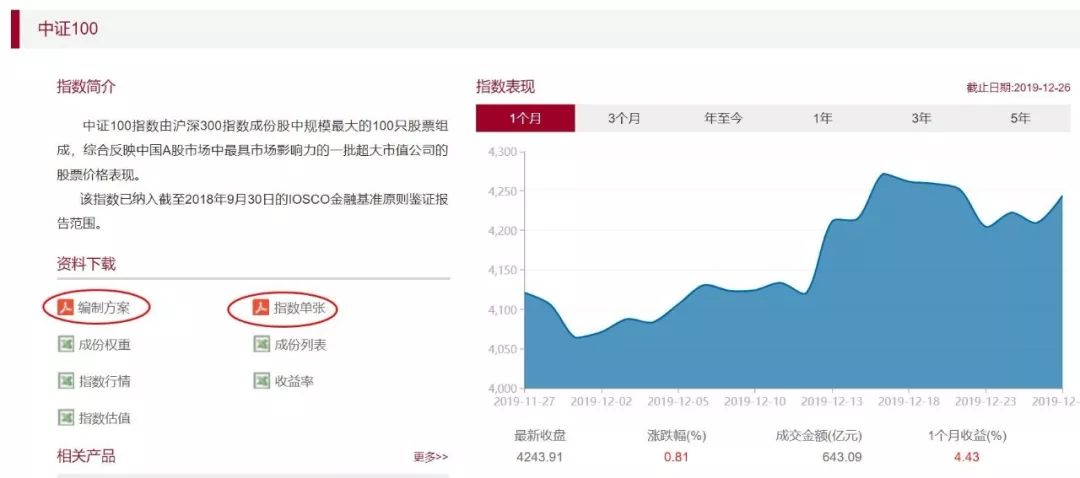 中证100
指数简介
中证100指数由沪深300指数成份股中规模最大的100只股票组
成，综合反映中国A股市场中最具市场影响力的一批超大市值公司的
股票价格表现。
该指数已纳入截至2018年9月30日的IOSCO金融基准原则鉴证报
告范围。
资料下载
编制方案 指数单张
成份权重 成份列表
指数行情 收益率
指数估值
相关产品 更多>>
指数表现 截止日期:2019-12-26
1个月 3个月 年至今 1年 3年 5年
4,300
4,250
4,200
4,150
4,100
4,050
4,000
2019-11-27 2019-12-02 2019-12-05 2019-12-10 2019-12-13 2019-12-18 2019-12-23 2019-12-
最新收盘 涨跌幅(%) 成交金额(亿元) 1个月收益(%)
4243.91 0.81 643.09 4.43